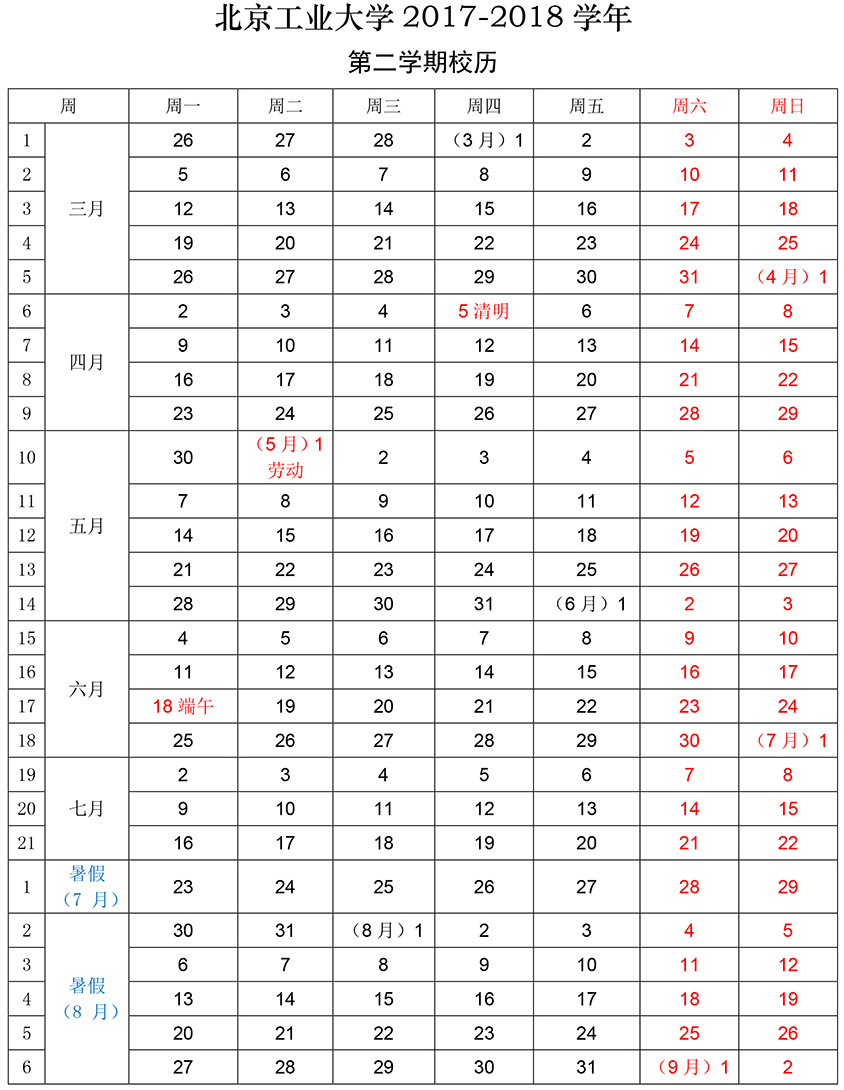 北京工业大学 2017-2018 学年
第二学期校历
周 周一 周二 周三 周四 周五 周六 周日
1 26 27 28 （3 月）1 2 3 4
2 5 6 7 8 9 10 11
三月
3 12 13 14 15 16 17 18
4 19 20 21 22 23 24 25
5 26 27 28 29 30 31 （4 月）1
6 2 3 4 5 清明 6 7 8
7 9 10 11 12 13 14 15
四月
8 16 17 18 19 20 21 22
9 23 24 25 26 27 28 29
10 30 （5 月）1 2 3 4 5 6
劳动
11 7 8 9 10 11 12 13
五月
12 14 15 16 17 18 19 20
13 21 22 23 24 25 26 27
14 28 29 30 31 （6 月）1 2 3
15 4 5 6 7 8 9 10
16 11 12 13 14 15 16 17
六月
17 18 端午 19 20 21 22 23 24
18 25 26 27 28 29 30 （7 月）1
19 2 3 4 5 6 7 8
20 七月 9 10 11 12 13 14 15
21 16 17 18 19 20 21 22
暑假
1 23 24 25 26 27 28 29
（7 月）
2 30 31 （8 月）1 2 3 4 5
3 6 7 8 9 10 11 12
暑假
4 13 14 15 16 17 18 19
（8 月）
5 20 21 22 23 24 25 26
6 27 28 29 30 31 （9 月）1 2